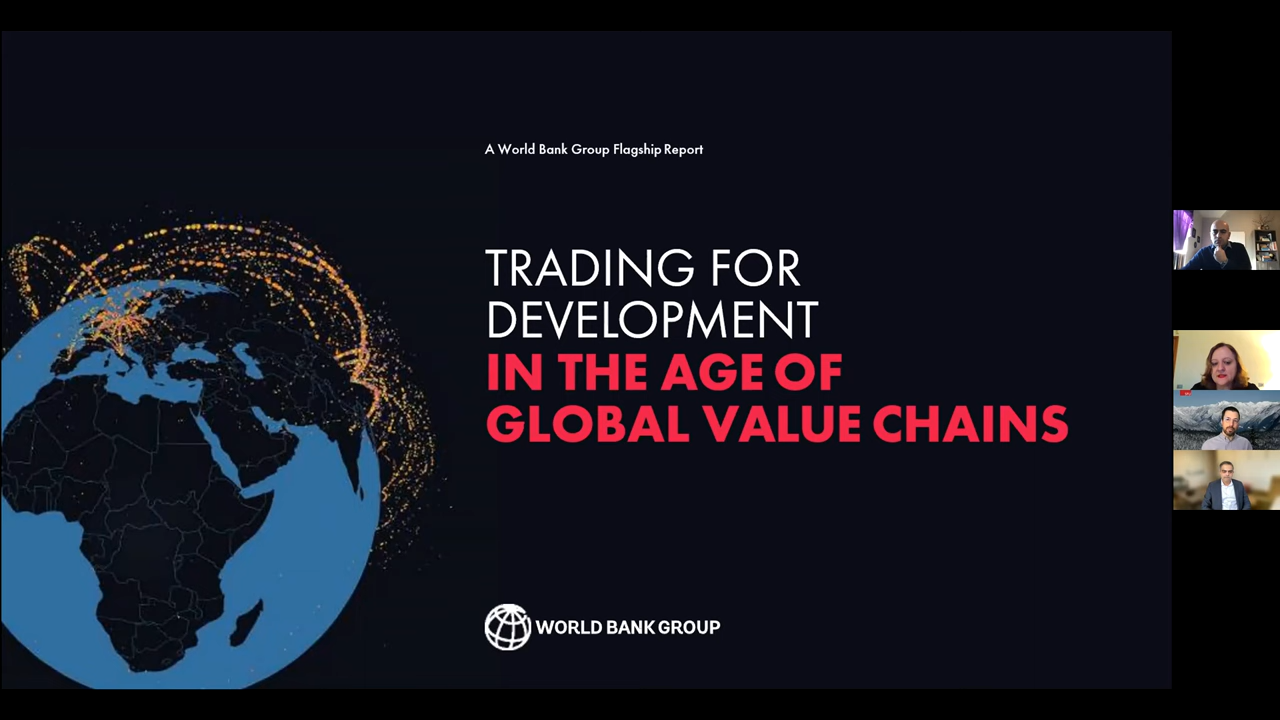 A World Bank Group Flagship Report
TRADING FOR
DEVELOPMENT
IN THE AGE OF
GLOBAL VALUE CHAINS
WORLD BANK GROUP